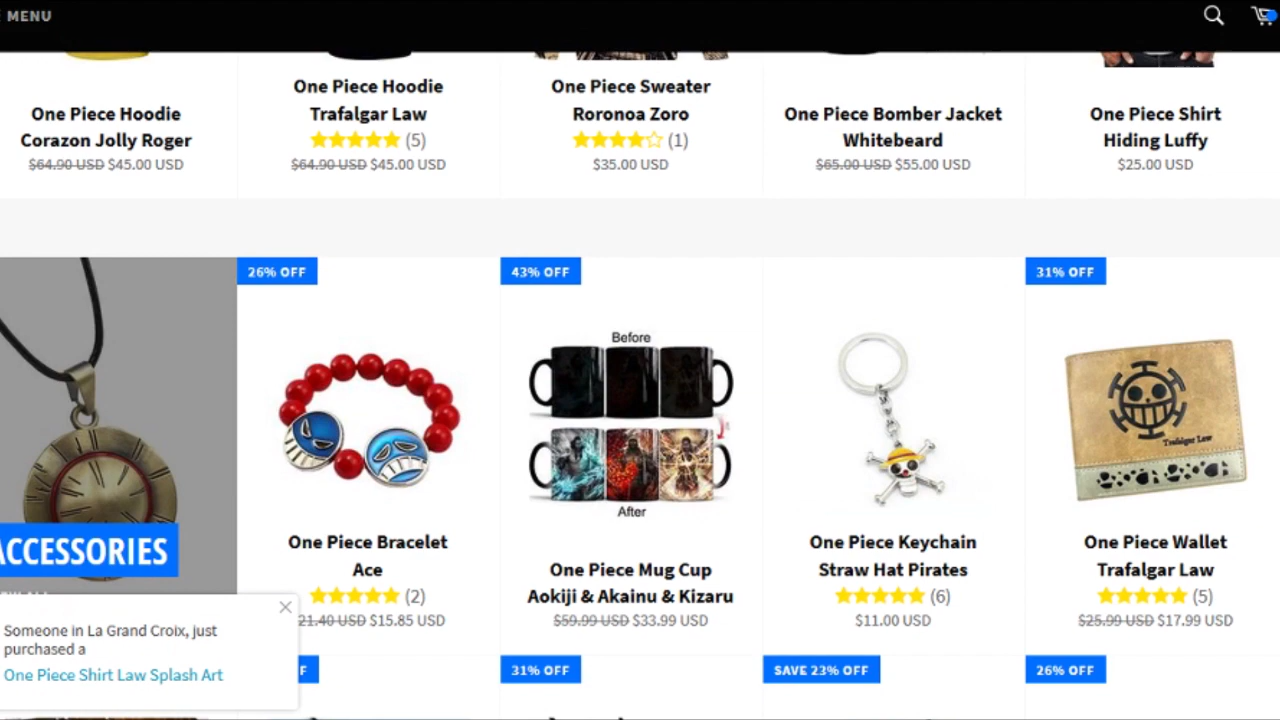 MENU
One Piece Hoodie
Corazon Jolly Roger
$64.90 USD $45.00 USD
One Piece Hoodie
Trafalgar Law
(5)
$64.90 USD $45.00 USD
One Piece Sweater
Roronoa Zoro
(1)
$35.00 USD
One Piece Bomber Jacket
Whitebeard
$65.00 USD $55.00 USD
One Piece Shirt
Hiding Luffy
$25.00 USD
ACCESSORIES
26% OFF
One Piece Bracelet
Ace
(2)
21.40 USD $15.85 USD
43% OFF
Before
After
One Piece Mug Cup
Aokiji & Akainu & Kizaru
$59.99 USD $33.99 USD
One Piece Keychain
Straw Hat Pirates
(6)
$11.00 USD
31% OFF
Trafalgar Law
One Piece Wallet
Trafalgar Law
(5)
$25.99 USD $17.99 USD
Someone in La Grand Croix, just
purchased a
One Piece Shirt Law Splash Art
31% OFF
SAVE 23% OFF
26% OFF